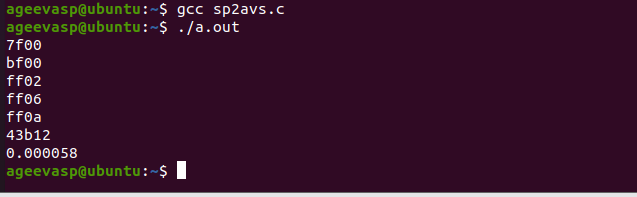 ageevasp@ubuntu:~$ gcc sp2avs.c
ageevasp@ubuntu:~$ ./a.out
7f00
bf00
ff02
ff06
ff0a
43b12
0.000058
ageevasp@ubuntu:~$